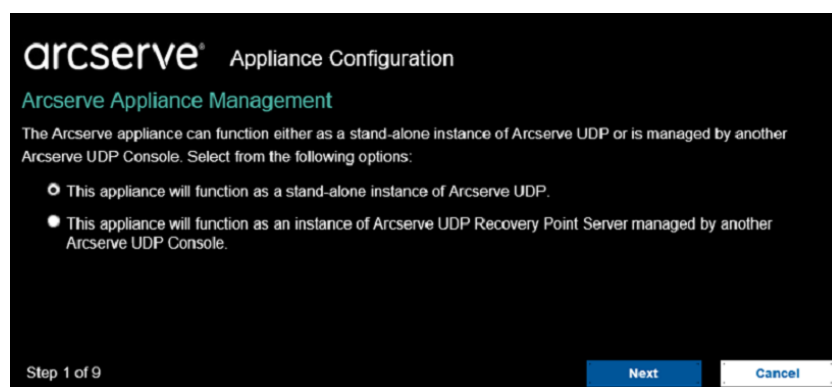 arcserve® Appliance Configuration
Arcserve Appliance Management
The Arcserve appliance can function either as a stand-alone instance of Arcserve UDP or is managed by another
Arcserve UDP Console. Select from the following options:
This appliance will function as a stand-alone instance of Arcserve UDP.
This appliance will function as an instance of Arcserve UDP Recovery Point Server managed by another
Arcserve UDP Console.
Step 1 of 9
Next
Cancel